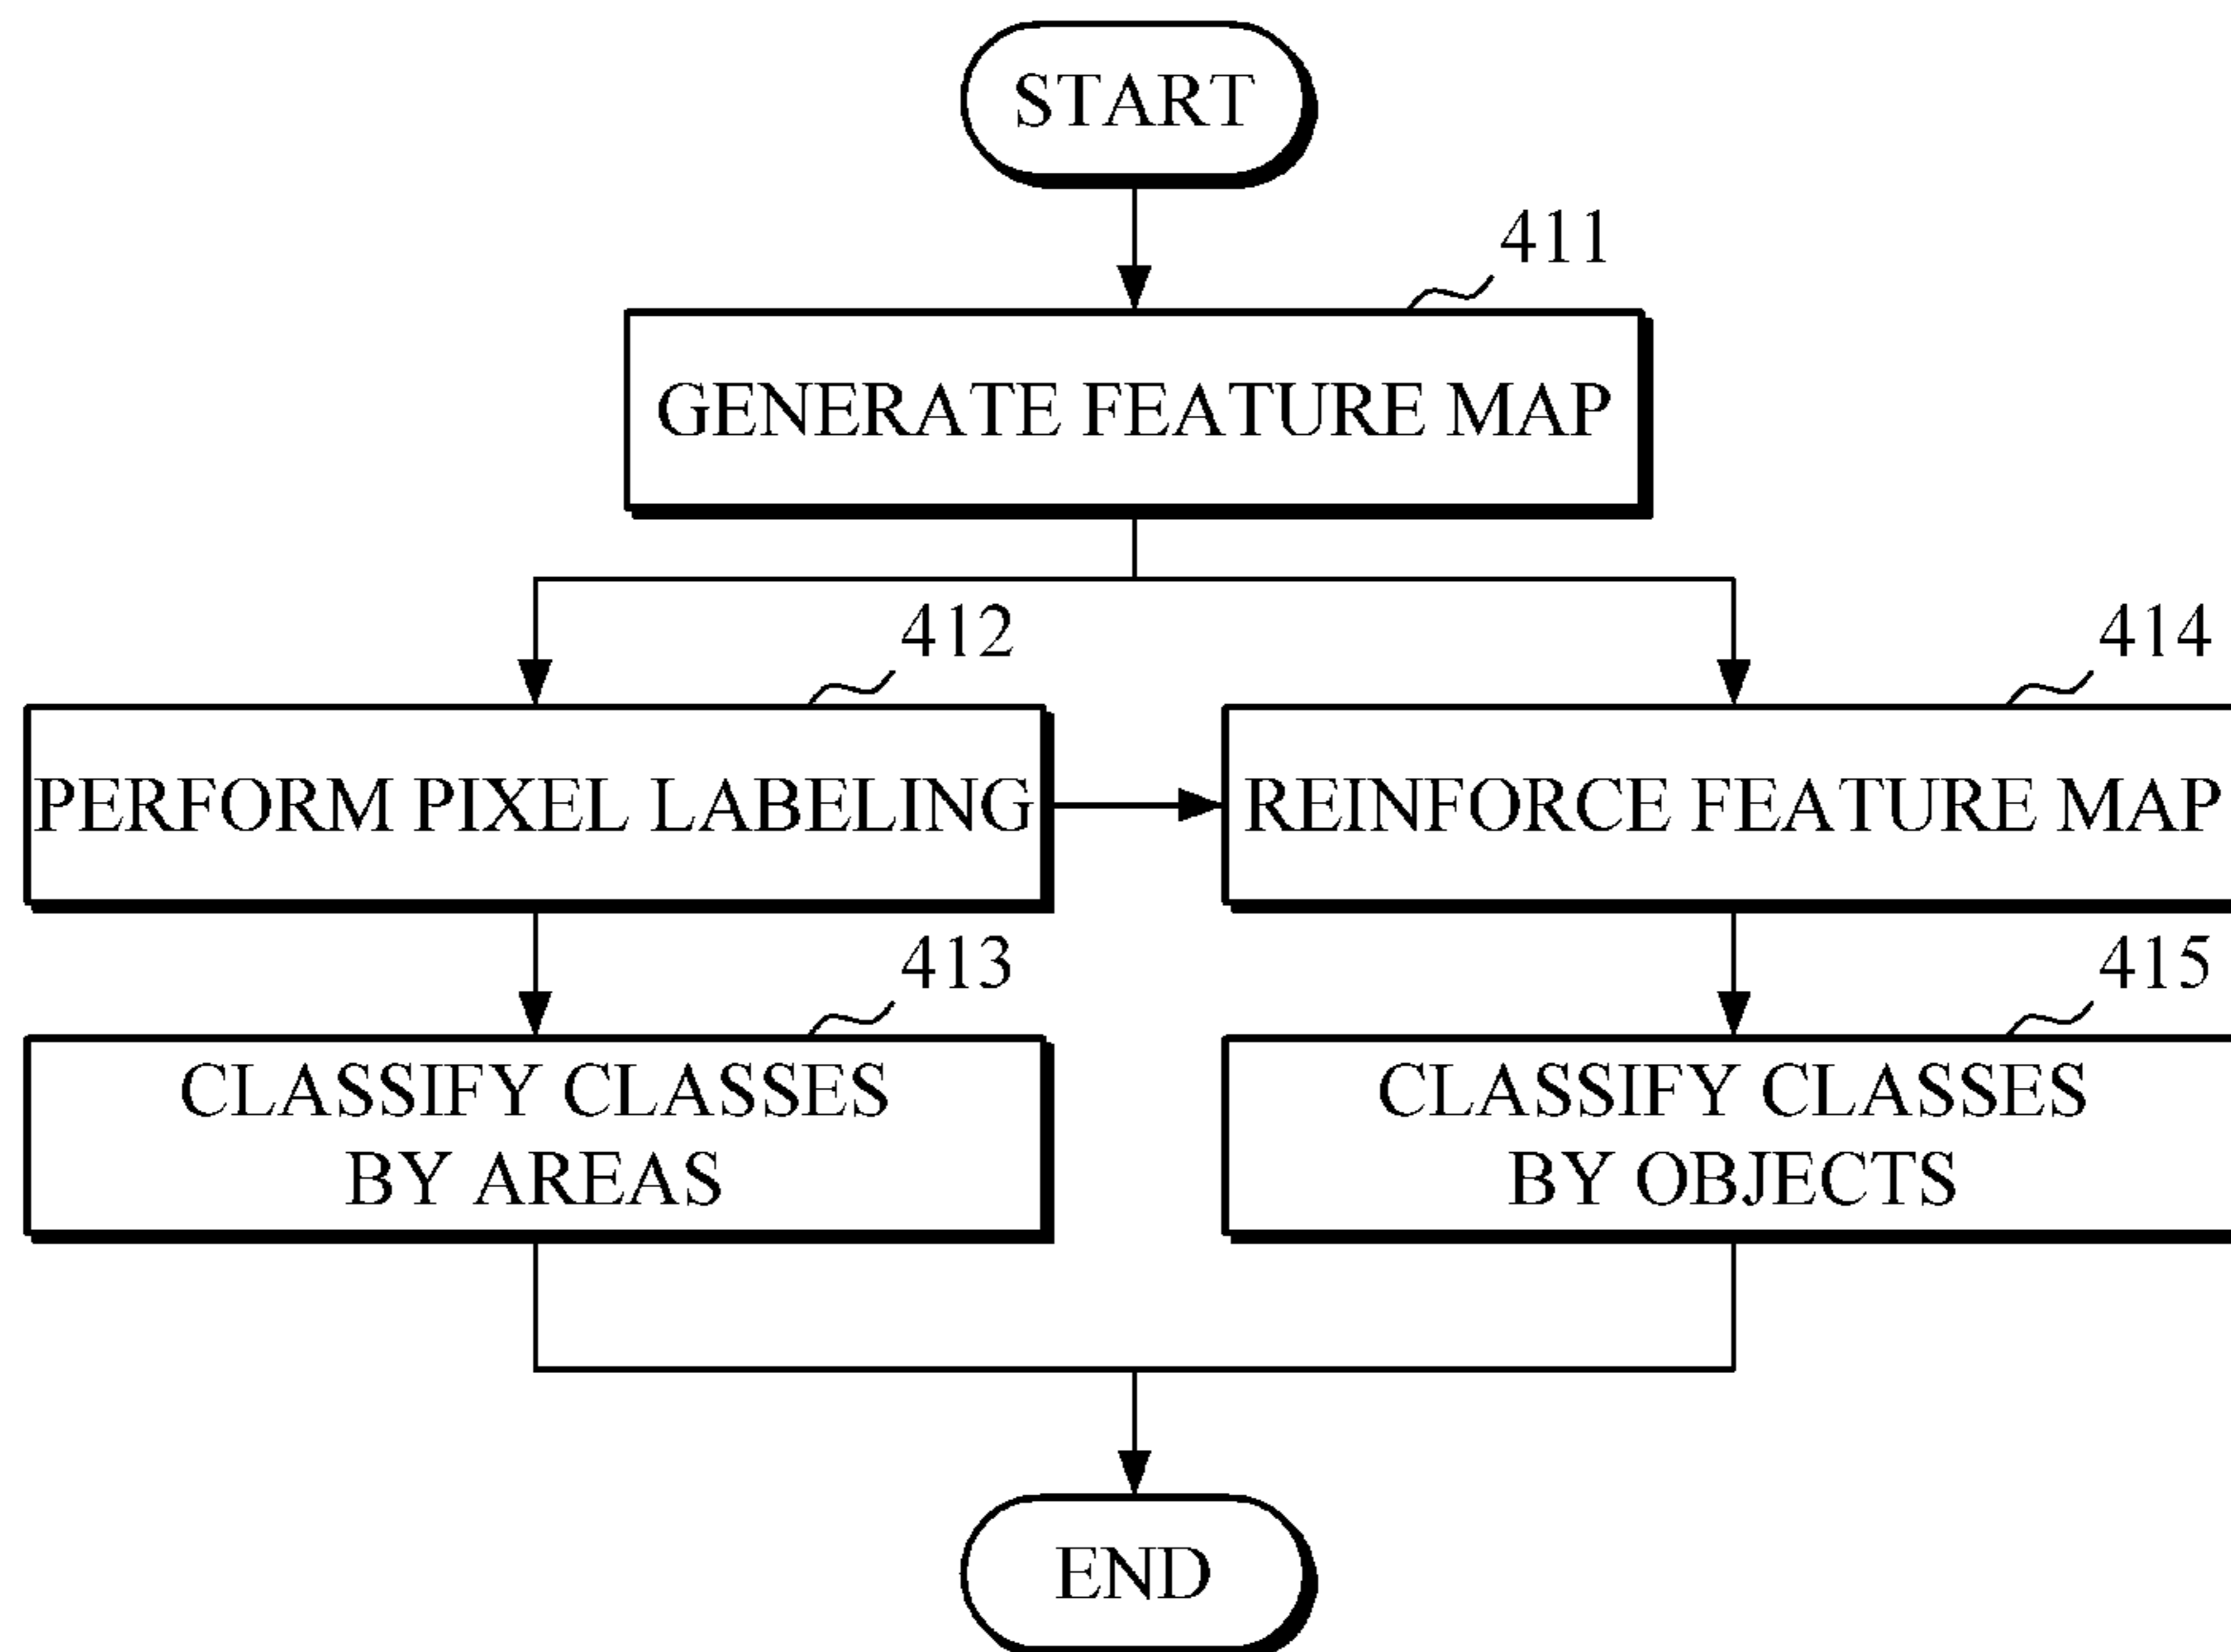 START
411
GENERATE FEATURE MAP
412
414
PERFORM PIXEL LABELING
REINFORCE FEATURE MAP
413
415
CLASSIFY CLASSES
BY AREAS
CLASSIFY CLASSES
BY OBJECTS
END